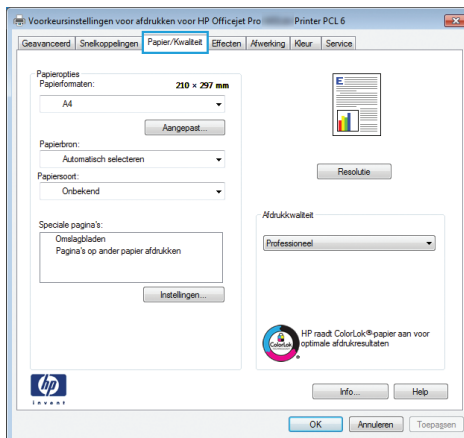 Voorkeursinstellingen voor afdrukken voor HP Officejet Pro Printer PCL 6
Geavanceerd Snelkoppelingen Papier/Kwaliteit Effecten Afwerking Kleur Service
Papieropties
Papierformaten: 210 × 297 mm
A4
Aangepast...
Papierbron:
Automatisch selecteren
Papiersoort:
Onbekend
Speciale pagina's:
Omslagbladen
Pagina's op ander papier afdrukken
Instellingen...
E
Resolutie
Afdrukkwaliteit
Professioneel
ColorLok
HP raadt ColorLok®-papier aan voor
optimale afdrukresultaten
hp
invent
Info... Help
OK Annuleren Toepassen